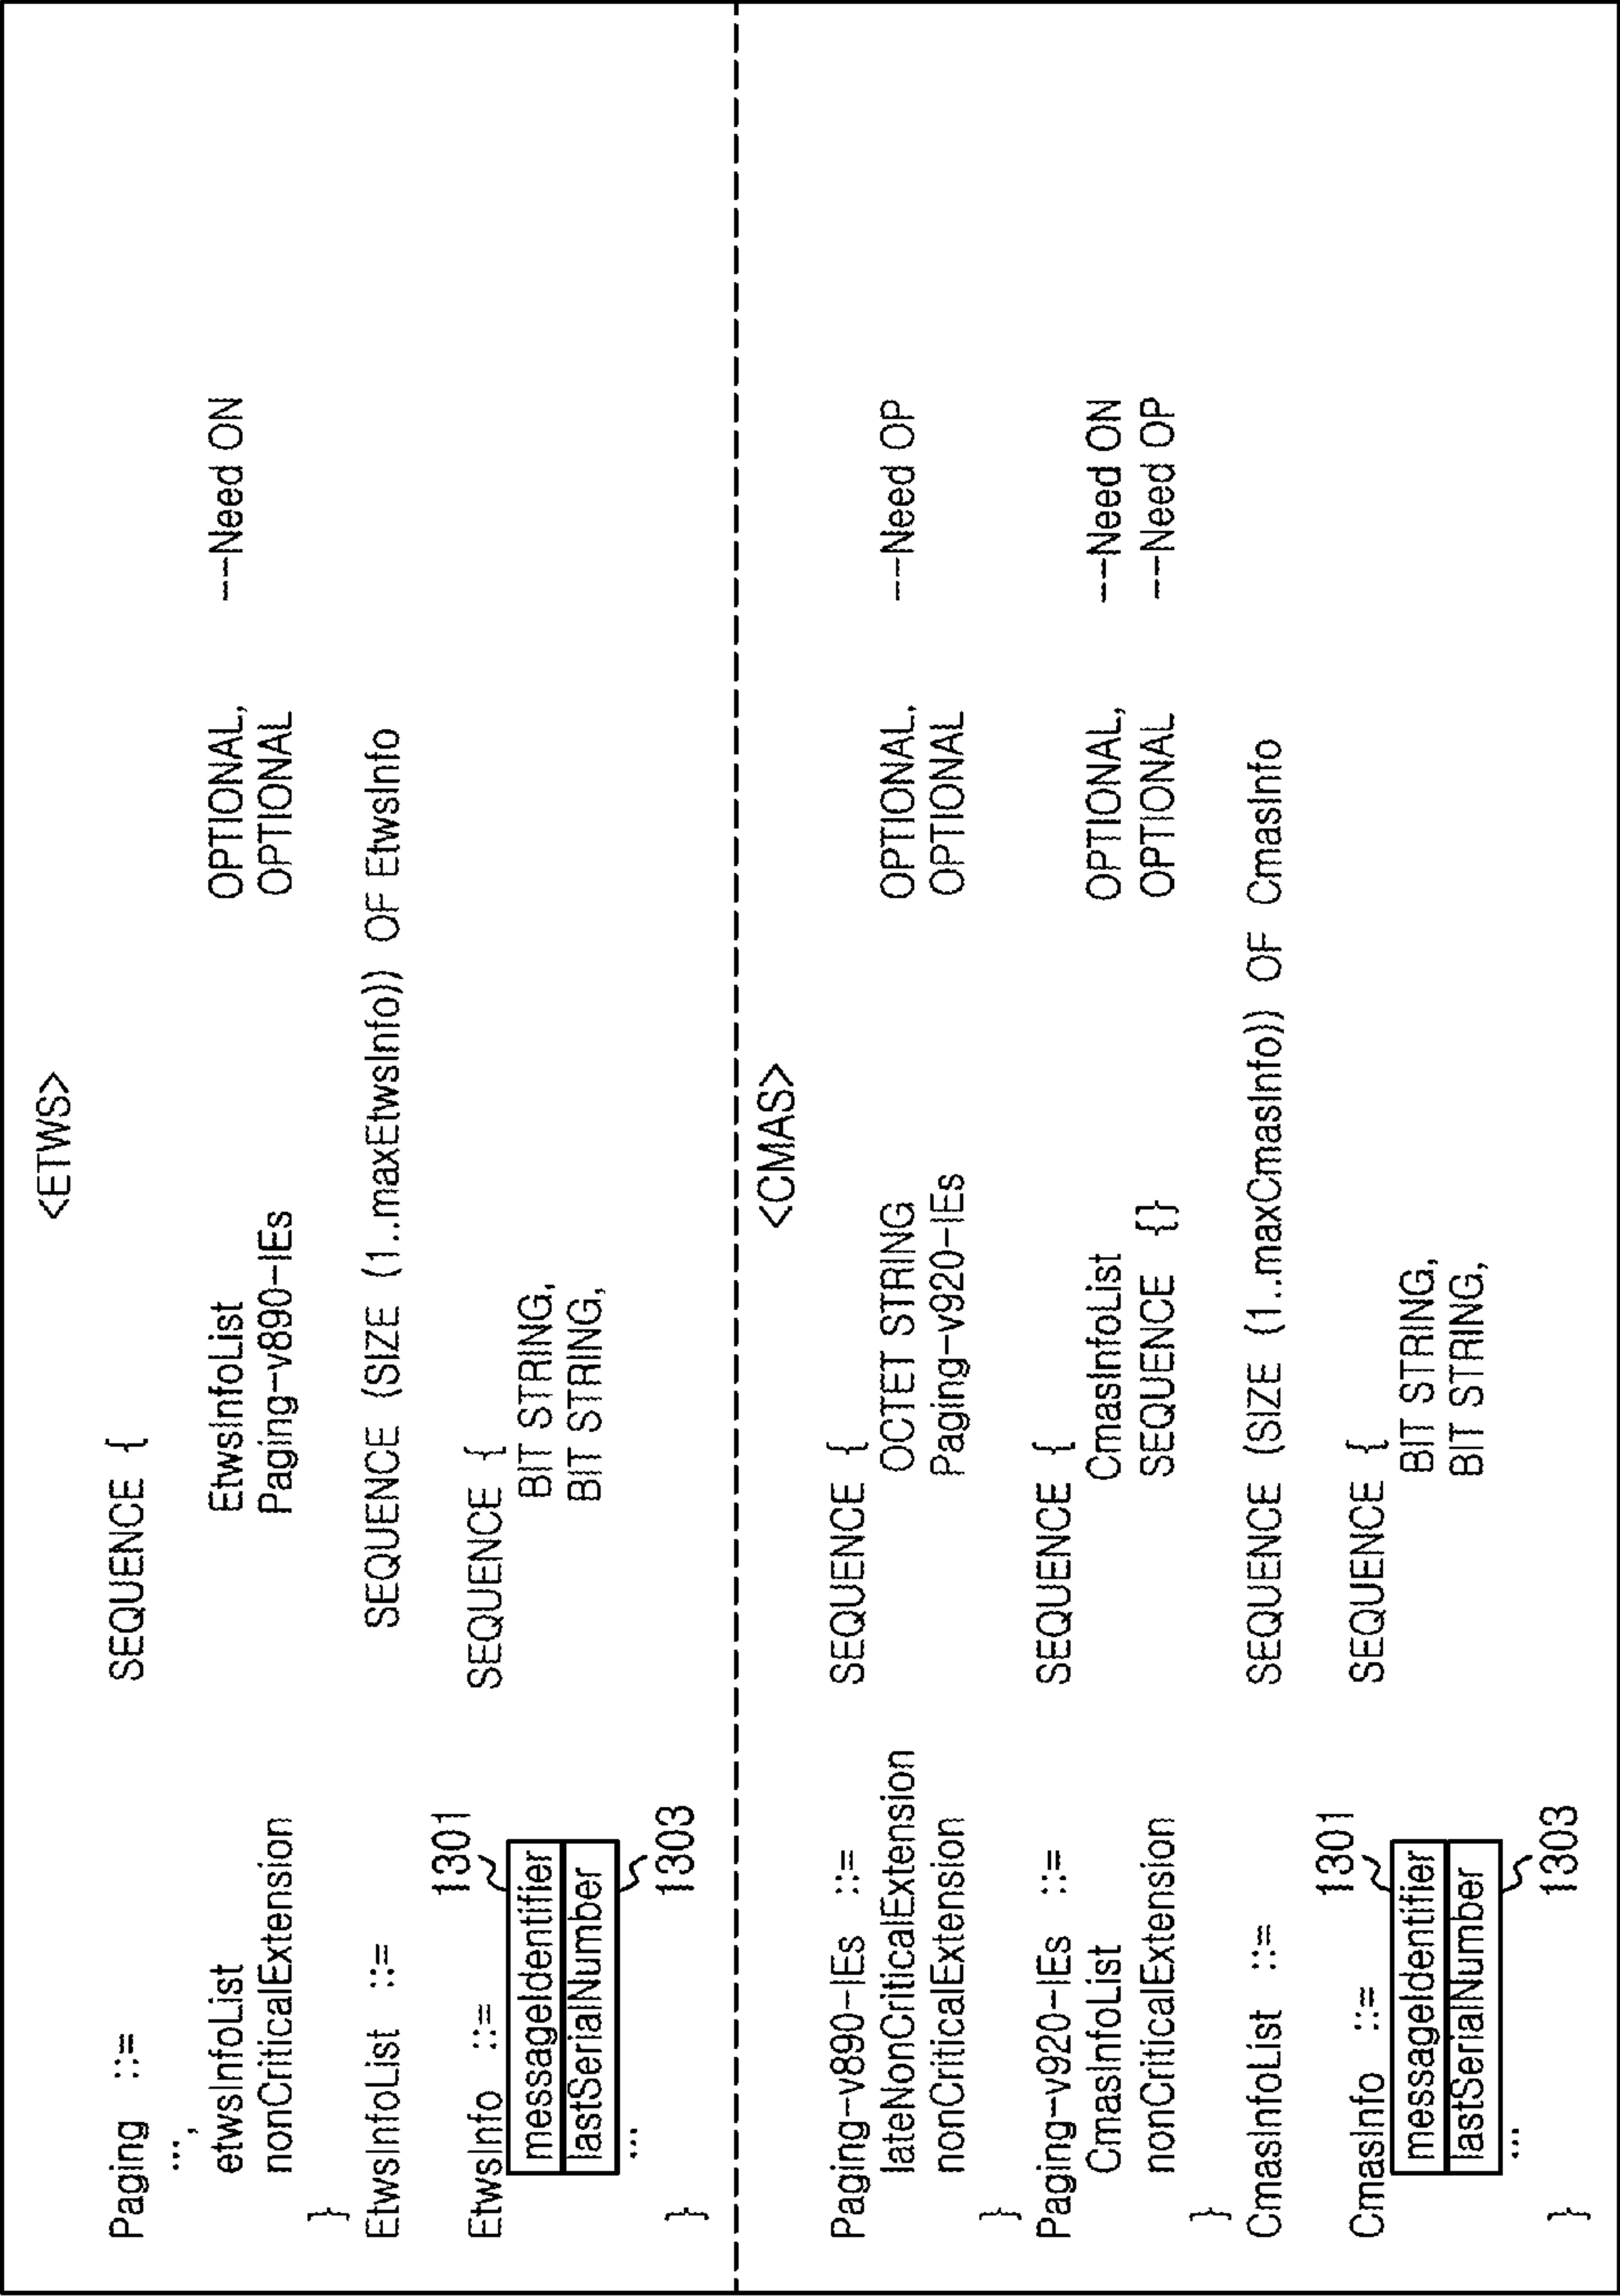 <ETWS>
Paging ::= SEQUENCE {
...,
etwsInfoList EtwsInfoList OPTIONAL, ---Need ON
nonCriticalExtension Paging-v890-IEs OPTIONAL
}
EtwsInfoList ::= SEQUENCE (SIZE (1..maxEtwsInfo)) OF EtwsInfo
1301
EtwsInfo ::= SEQUENCE {
messageIdentifier BIT STRING,
lastSerialNumber BIT STRING,
...
1303
}
<CMAS>
Paging-v890-IEs ::= SEQUENCE {
lateNonCriticalExtension OCTET STRING OPTIONAL, ---Need OP
nonCriticalExtension Paging-v920-IEs OPTIONAL
}
Paging-v920-IEs ::= SEQUENCE {
CmasInfoList CmasInfoList OPTIONAL, ---Need ON
nonCriticalExtension SEQUENCE {} OPTIONAL ---Need OP
}
CmasInfoList ::= SEQUENCE (SIZE (1..maxCmasInfo)) OF CmasInfo
1301
CmasInfo ::= SEQUENCE {
messageIdentifier BIT STRING,
lastSerialNumber BIT STRING,
...
1303
}